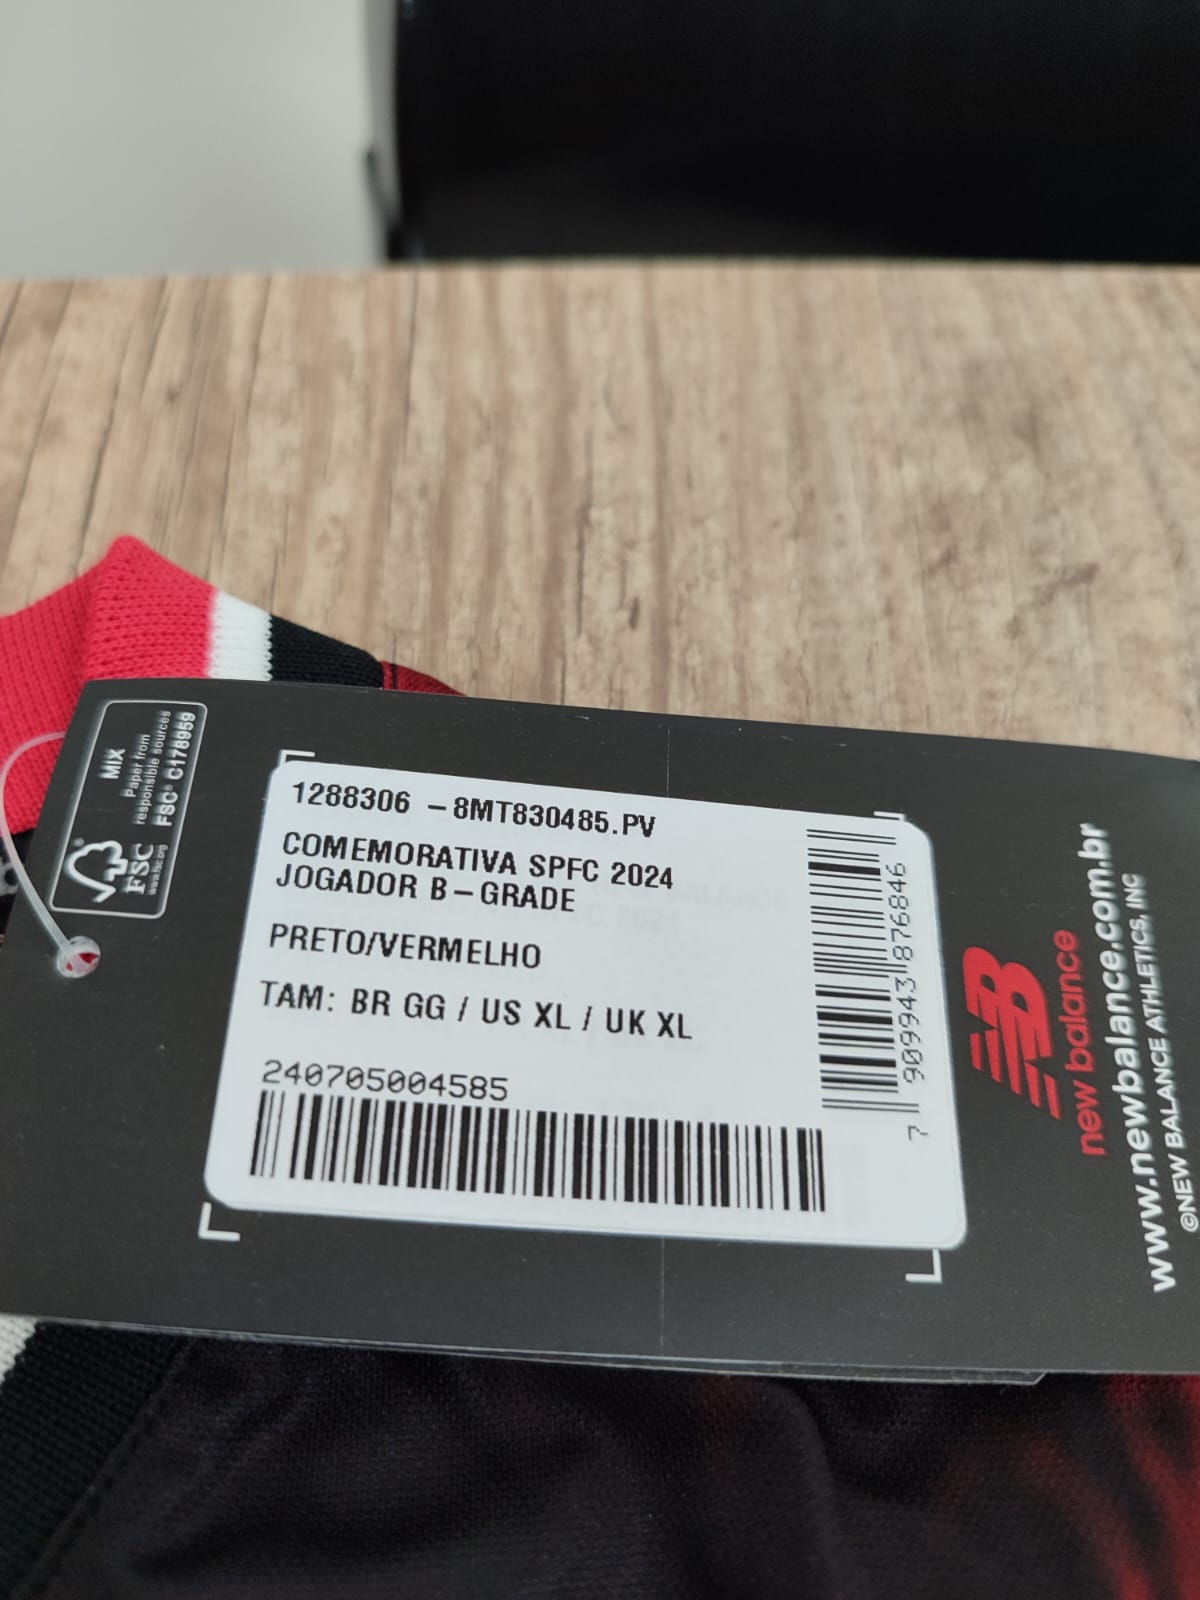 MIX
Paper from
responsible sources
FSC® C178959
FSC
www.fsc.org
1288306 – 8MT830485.PV
COMEMORATIVA SPFC 2024
JOGADOR B – GRADE
PRETO/VERMELHO
TAM: BR GG / US XL / UK XL
240705004585
7 909943 876846
NB
new balance
www.newbalance.com.br
©NEW BALANCE ATHLETICS, INC